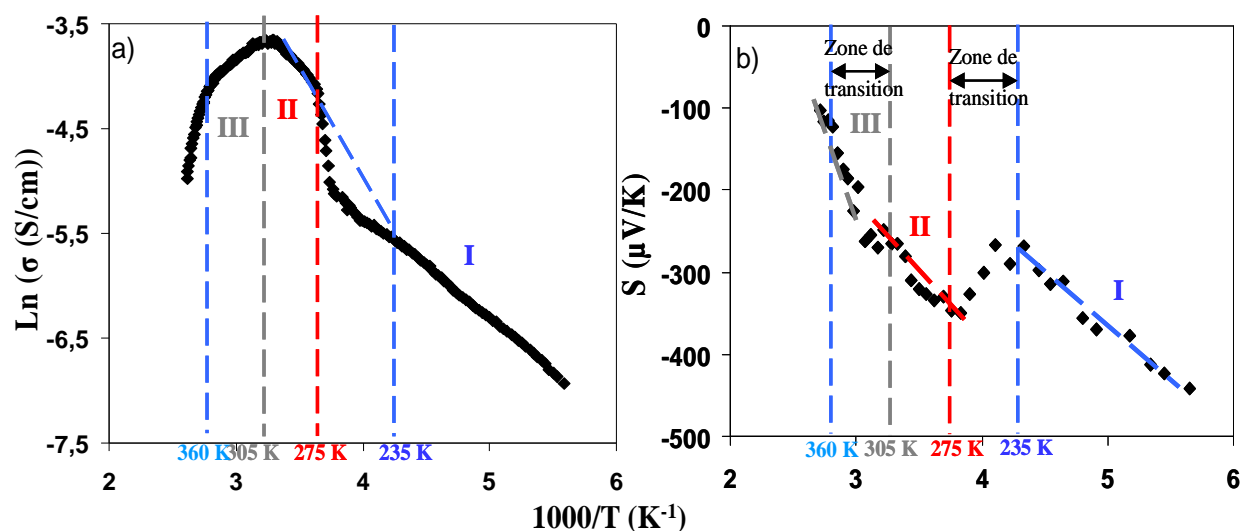 a)
Ln (σ (S/cm))
-3,5
-4,5
-5,5
-6,5
-7,5
III
II
I
360 K
305 K
275 K
235 K
2
3
4
5
6
1000/T (K-1)
b)
S (µV/K)
0
-100
-200
-300
-400
-500
Zone de
transition
Zone de
transition
III
II
I
360 K
305 K
275 K
235 K
2
3
4
5
6